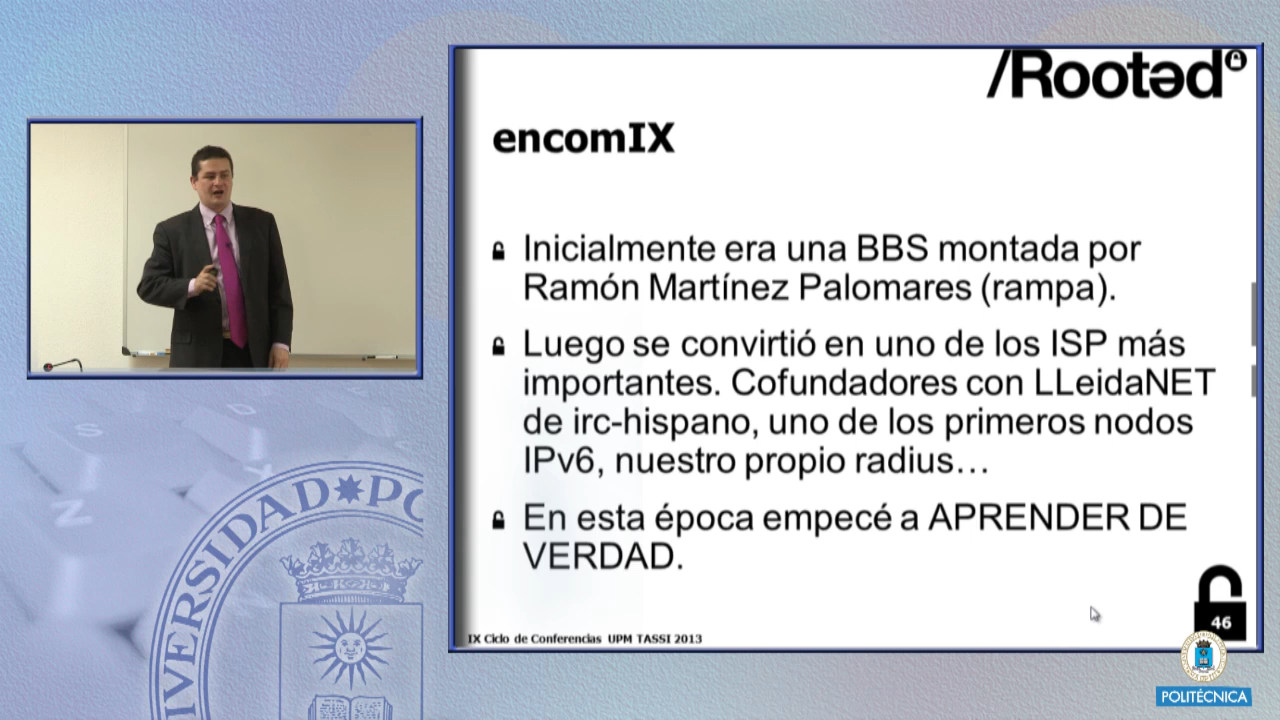 /Rootəd
encomIX
Inicialmente era una BBS montada por
Ramón Martínez Palomares (rampa).
Luego se convirtió en uno de los ISP más
importantes. Cofundadores con LLeidaNET
de irc-hispano, uno de los primeros nodos
IPv6, nuestro propio radius…
En esta época empecé a APRENDER DE
VERDAD.
46
IX Ciclo de Conferencias UPM TASSI 2013
POLITÉCNICA
IVERSIDAD PO
S
D
Z
Y